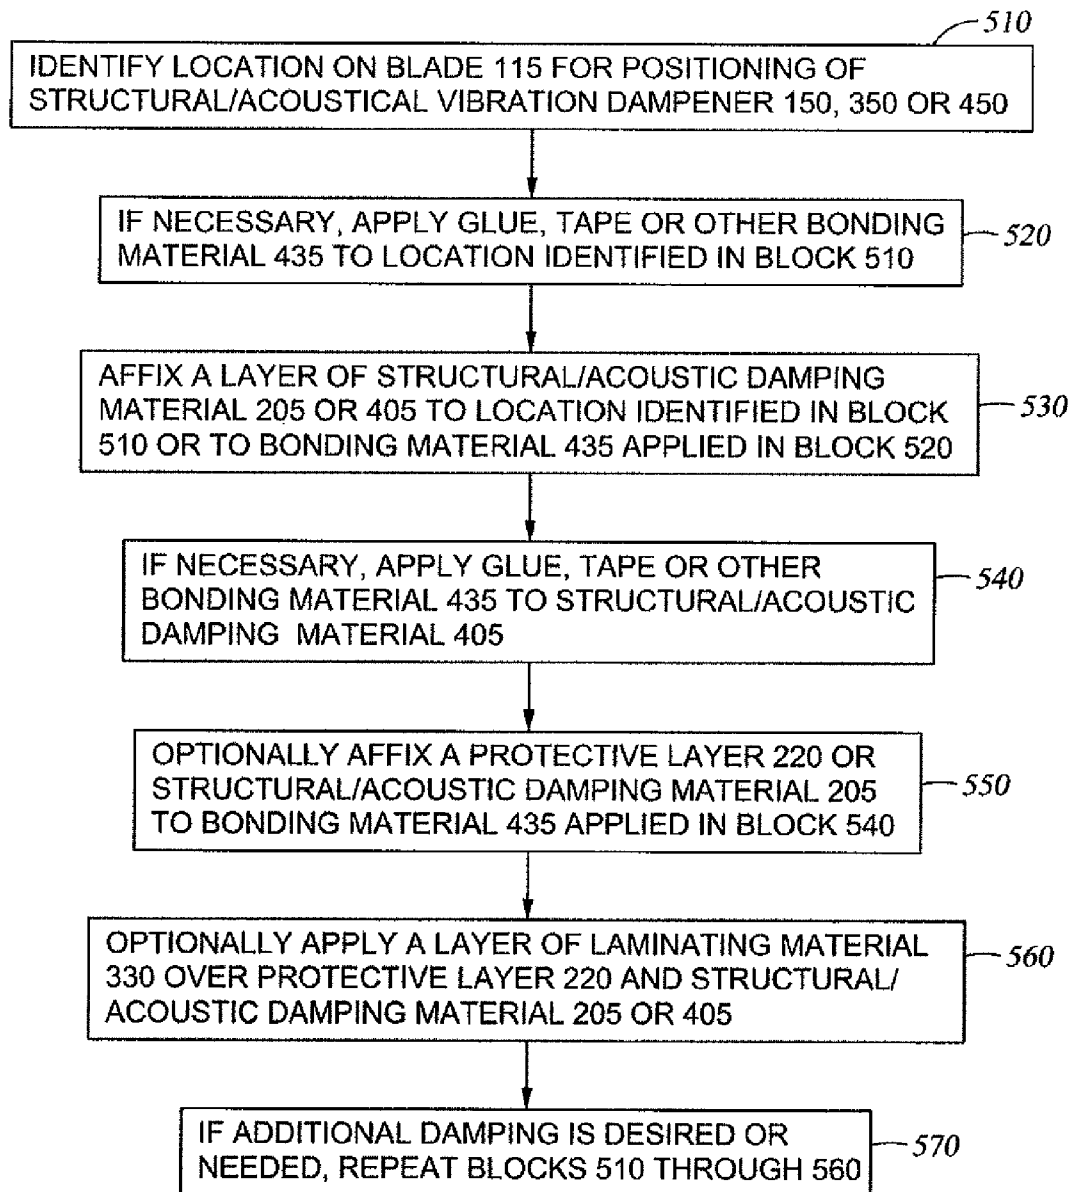 510
IDENTIFY LOCATION ON BLADE 115 FOR POSITIONING OF
STRUCTURAL/ACOUSTICAL VIBRATION DAMPENER 150, 350 OR 450
IF NECESSARY, APPLY GLUE, TAPE OR OTHER BONDING
MATERIAL 435 TO LOCATION IDENTIFIED IN BLOCK 510
520
AFFIX A LAYER OF STRUCTURAL/ACOUSTIC DAMPING
MATERIAL 205 OR 405 TO LOCATION IDENTIFIED IN BLOCK
510 OR TO BONDING MATERIAL 435 APPLIED IN BLOCK 520
530
IF NECESSARY, APPLY GLUE, TAPE OR OTHER
BONDING MATERIAL 435 TO STRUCTURAL/ACOUSTIC
DAMPING MATERIAL 405
540
OPTIONALLY AFFIX A PROTECTIVE LAYER 220 OR
STRUCTURAL/ACOUSTIC DAMPING MATERIAL 205
TO BONDING MATERIAL 435 APPLIED IN BLOCK 540
550
OPTIONALLY APPLY A LAYER OF LAMINATING MATERIAL
330 OVER PROTECTIVE LAYER 220 AND STRUCTURAL/
ACOUSTIC DAMPING MATERIAL 205 OR 405
560
IF ADDITIONAL DAMPING IS DESIRED OR
NEEDED, REPEAT BLOCKS 510 THROUGH 560
570